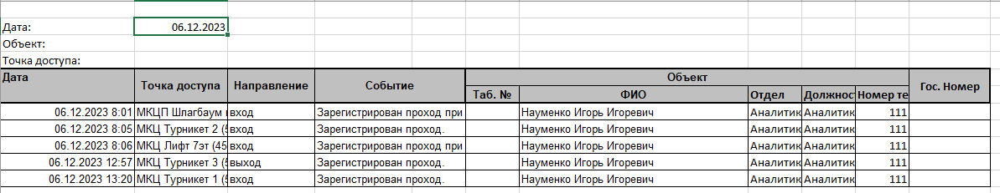 Дата: 06.12.2023
Объект:
Точка доступа:
Дата Точка доступа Направление Событие Объект Гос. Номер
Таб. № ФИО Отдел Должнос Номер те
06.12.2023 8:01 МКЦП Шлагбаум вход Зарегистрирован проход при Науменко Игорь Игоревич Аналитик Аналитик 111
06.12.2023 8:05 МКЦ Турникет 2 (5 вход Зарегистрирован проход. Науменко Игорь Игоревич Аналитик Аналитик 111
06.12.2023 8:06 МКЦ Лифт 7эт (45 вход Зарегистрирован проход при Науменко Игорь Игоревич Аналитик Аналитик 111
06.12.2023 12:57 МКЦ Турникет 3 (5 выход Зарегистрирован проход. Науменко Игорь Игоревич Аналитик Аналитик 111
06.12.2023 13:20 МКЦ Турникет 1 (5 вход Зарегистрирован проход. Науменко Игорь Игоревич Аналитик Аналитик 111